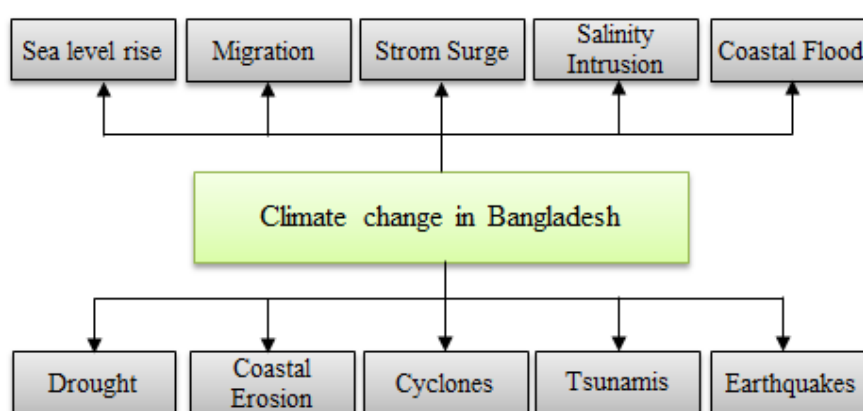 Sea level rise
Migration
Strom Surge
Salinity
Intrusion
Coastal Flood
Climate change in Bangladesh
Drought
Coastal
Erosion
Cyclones
Tsunamis
Earthquakes